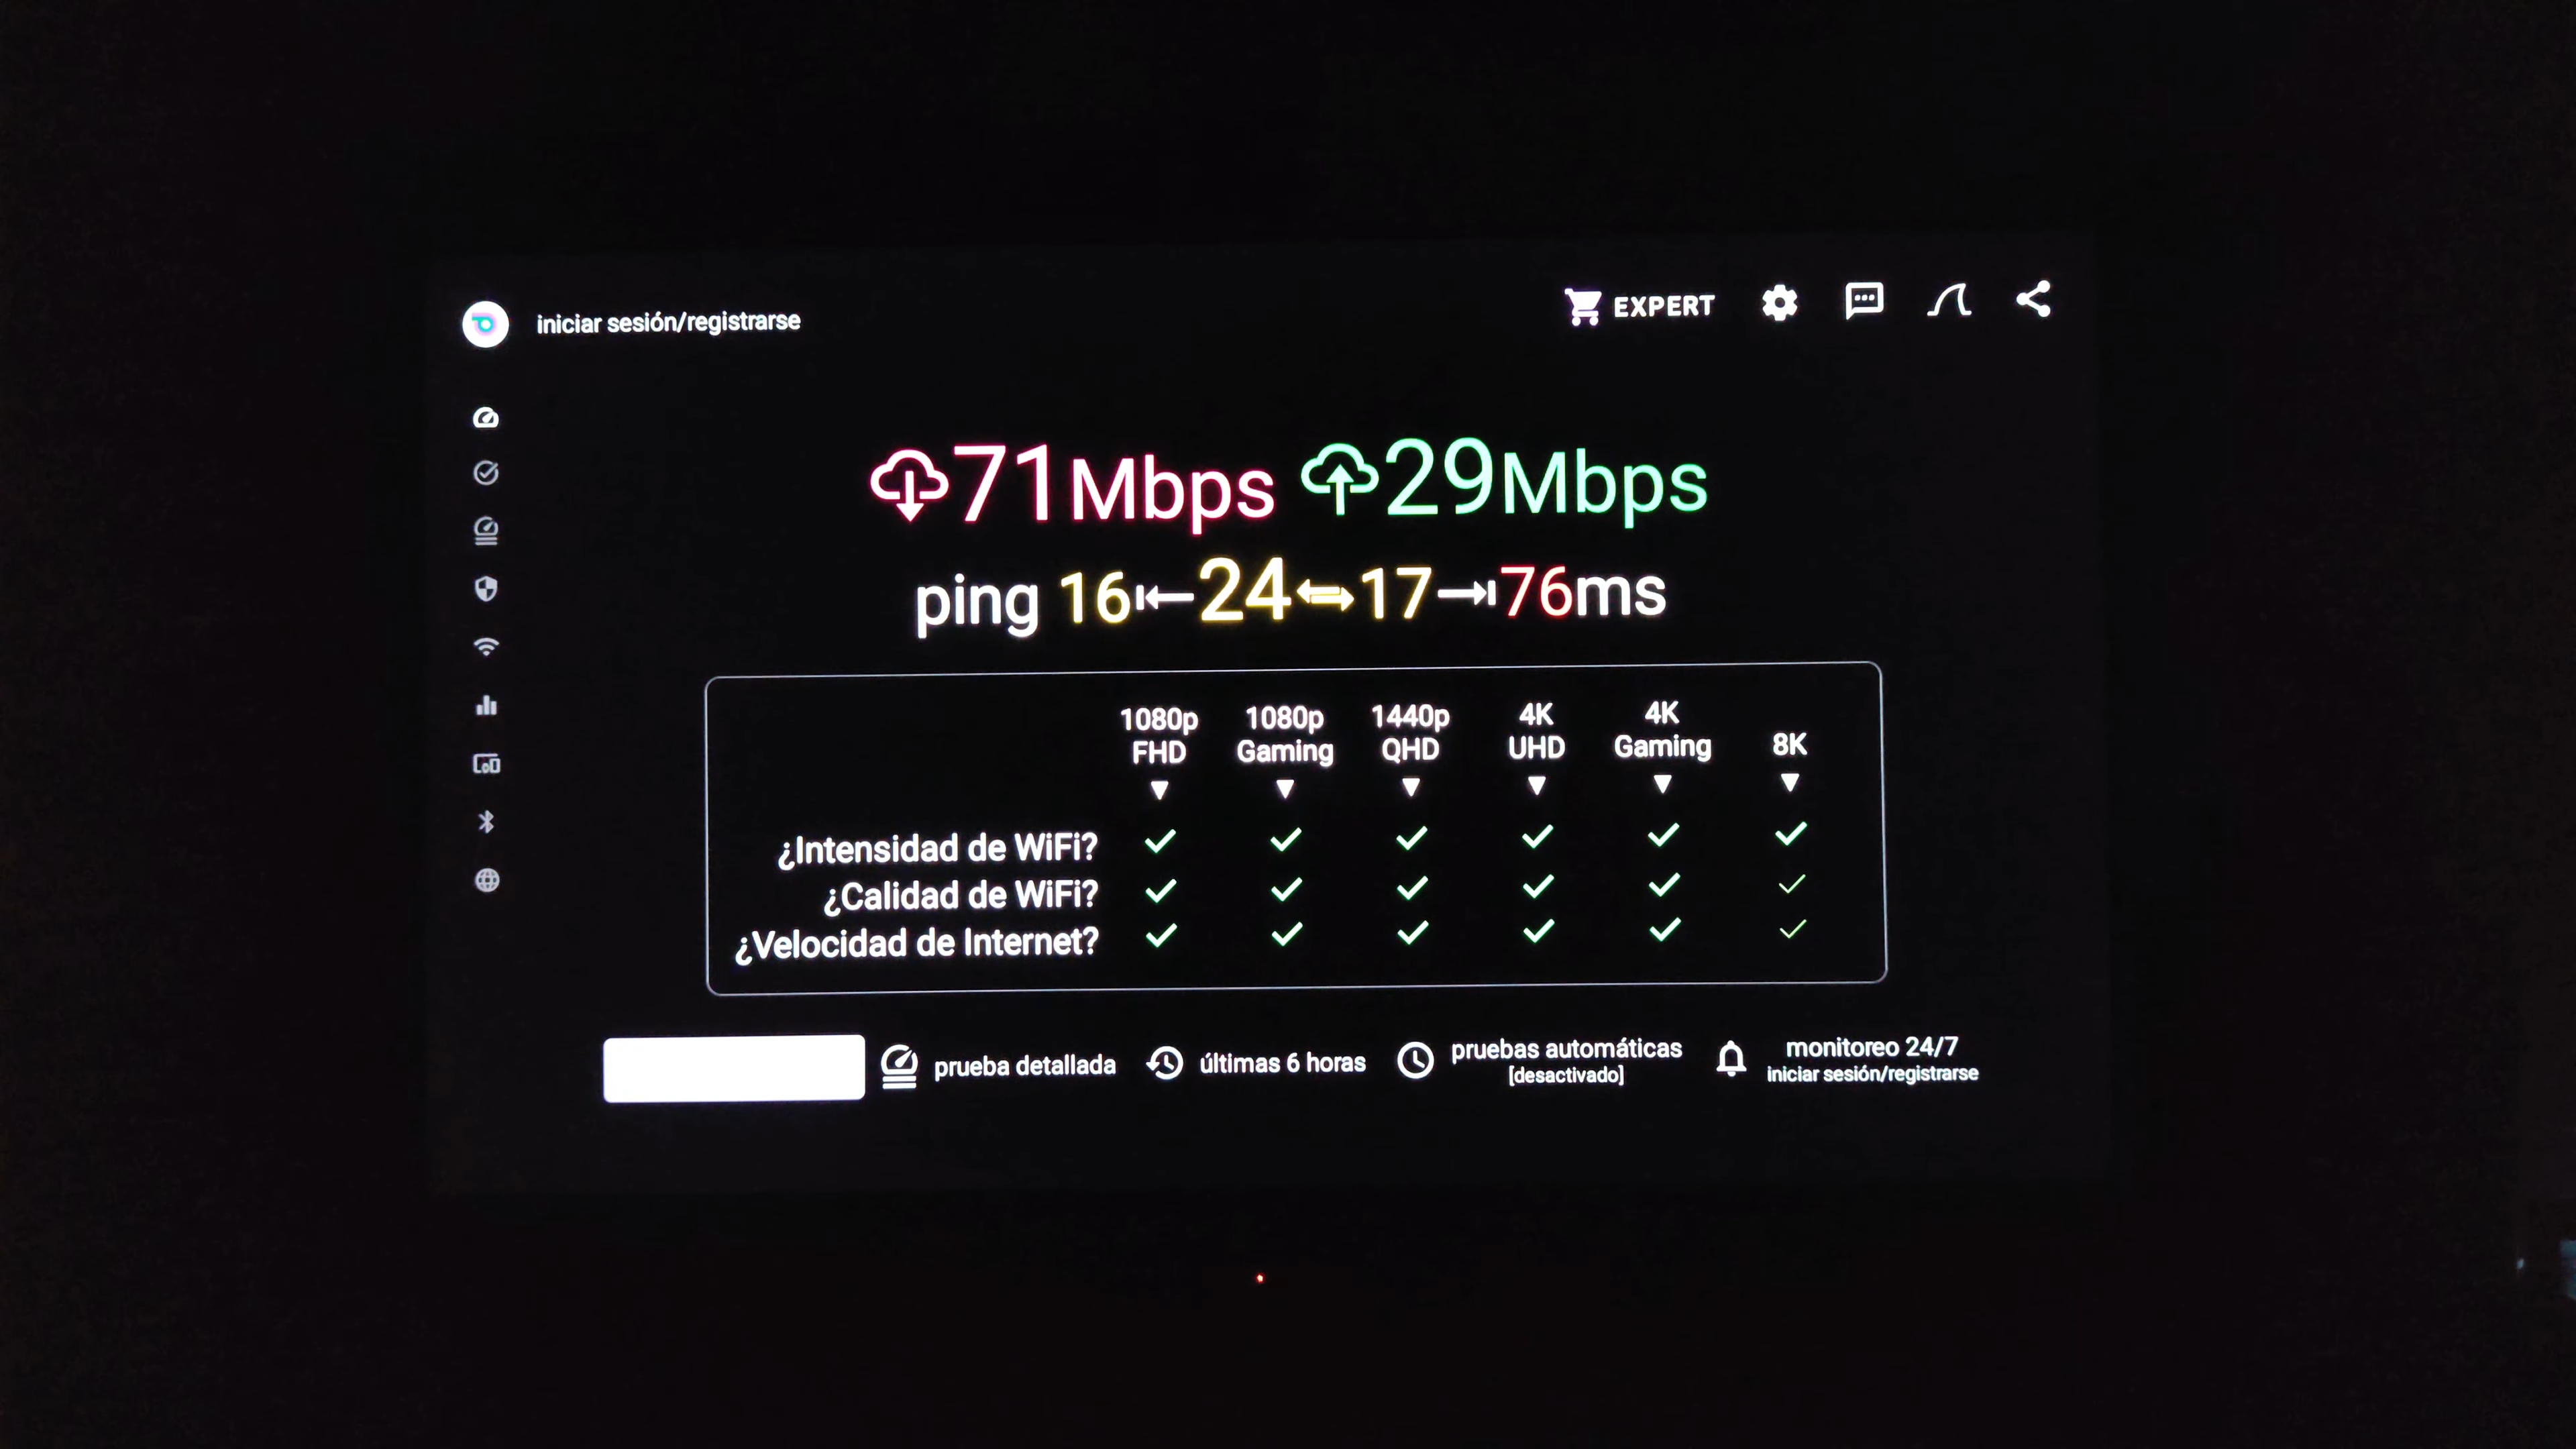 iniciar sesión/registrarse
EXPERT
71Mbps 29Mbps
ping 16 24 17 76ms
1080p FHD 1080p Gaming 1440p QHD 4K UHD 4K Gaming 8K
¿Intensidad de WiFi?
¿Calidad de WiFi?
¿Velocidad de Internet?
prueba detallada
últimas 6 horas
pruebas automáticas
[desactivado]
monitoreo 24/7
iniciar sesión/registrarse